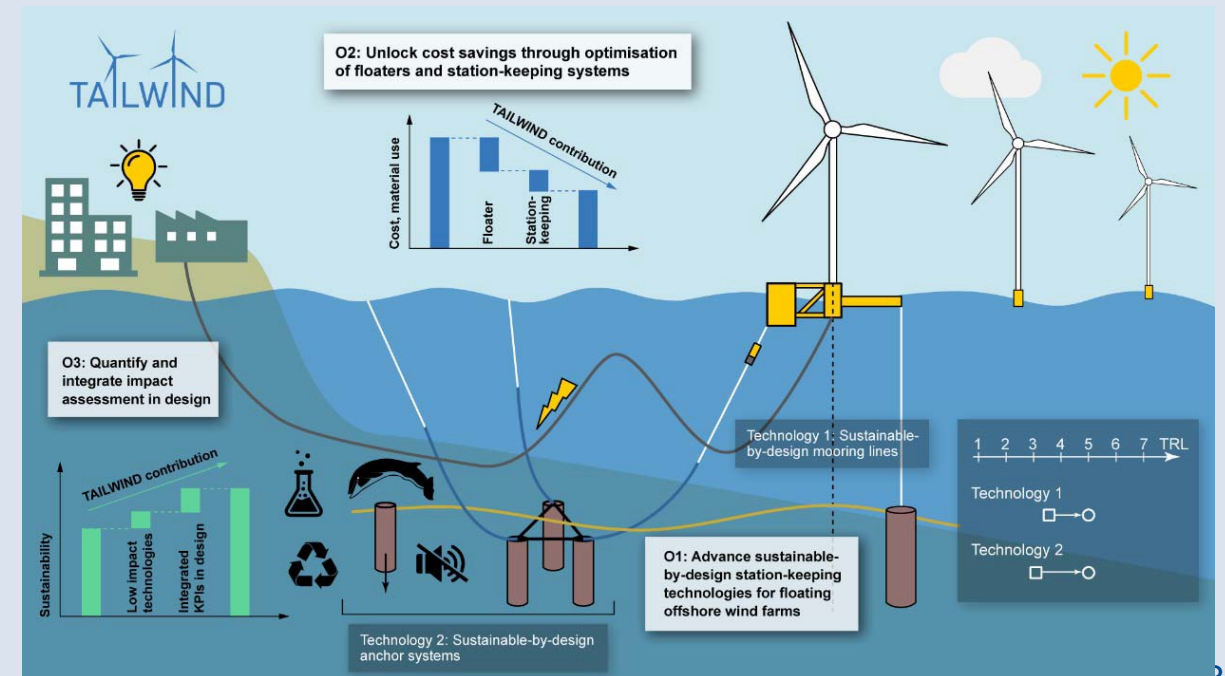 TAILWIND
O2: Unlock cost savings through optimisation
of floaters and station-keeping systems
TAILWIND contribution
Cost, material use
Floater
Station-
keeping
O3: Quantify and
integrate impact
assessment in design
TAILWIND contribution
Sustainability
Low impact
technologies
Integrated
KPIs in design
Technology 1: Sustainable-
by-design mooring lines
1 2 3 4 5 6 7 TRL
Technology 1
Technology 2
O1: Advance sustainable-
by-design station-keeping
technologies for floating
offshore wind farms
Technology 2: Sustainable-by-design
anchor systems